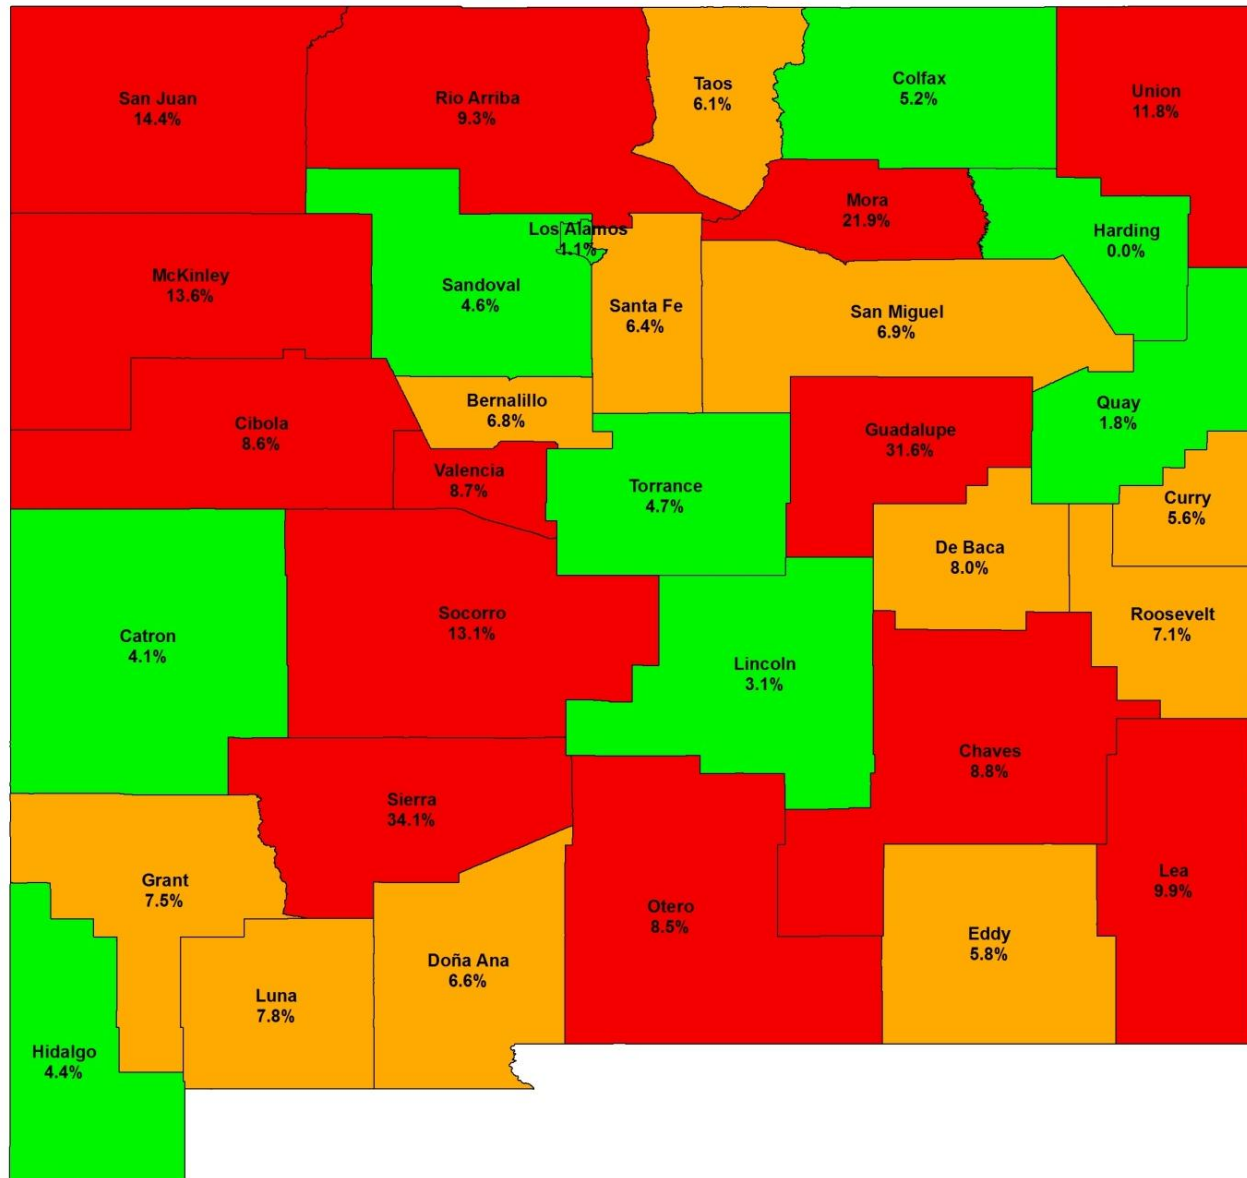 San Juan
14.4%
Rio Arriba
9.3%
Taos
6.1%
Colfax
5.2%
Union
11.8%
Mora
21.9%
Harding
0.0%
Los Alamos
1.1%
McKinley
13.6%
Sandoval
4.6%
Santa Fe
6.4%
San Miguel
6.9%
Bernalillo
6.8%
Quay
1.8%
Cibola
8.6%
Guadalupe
31.6%
Valencia
8.7%
Torrance
4.7%
Curry
5.6%
De Baca
8.0%
Roosevelt
7.1%
Socorro
13.1%
Catron
4.1%
Lincoln
3.1%
Chaves
8.8%
Sierra
34.1%
Lea
9.9%
Grant
7.5%
Otero
8.5%
Eddy
5.8%
Doña Ana
6.6%
Luna
7.8%
Hidalgo
4.4%